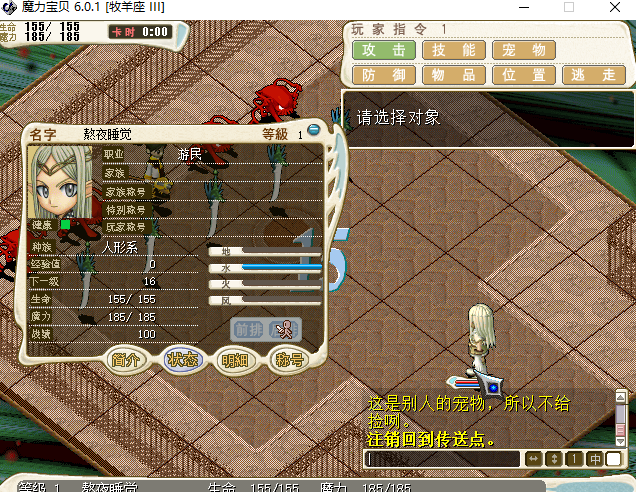 魔力宝贝 6.0.1 [牧羊座 III]
生命 155/ 155
魔力 185/ 185
卡时 0:00
玩家指令 1
攻击 技能 宠物
防御 物品 位置 逃走
请选择对象
名字 熬夜睡觉 等級 1
职业 游民
家族
家族称号
特别称号
玩家称号
健康
种族 人形系
经验值 0
下一級 16
生命 155/ 155
魔力 185/ 185
战绩 100
地
水
火
风
前排
15
简介 状态 明细 称号
这是别人的宠物，所以不给
捡咧。
注销回到传送点。
中
等级 1 熬夜睡觉 生命 155/155 魔力 185/185